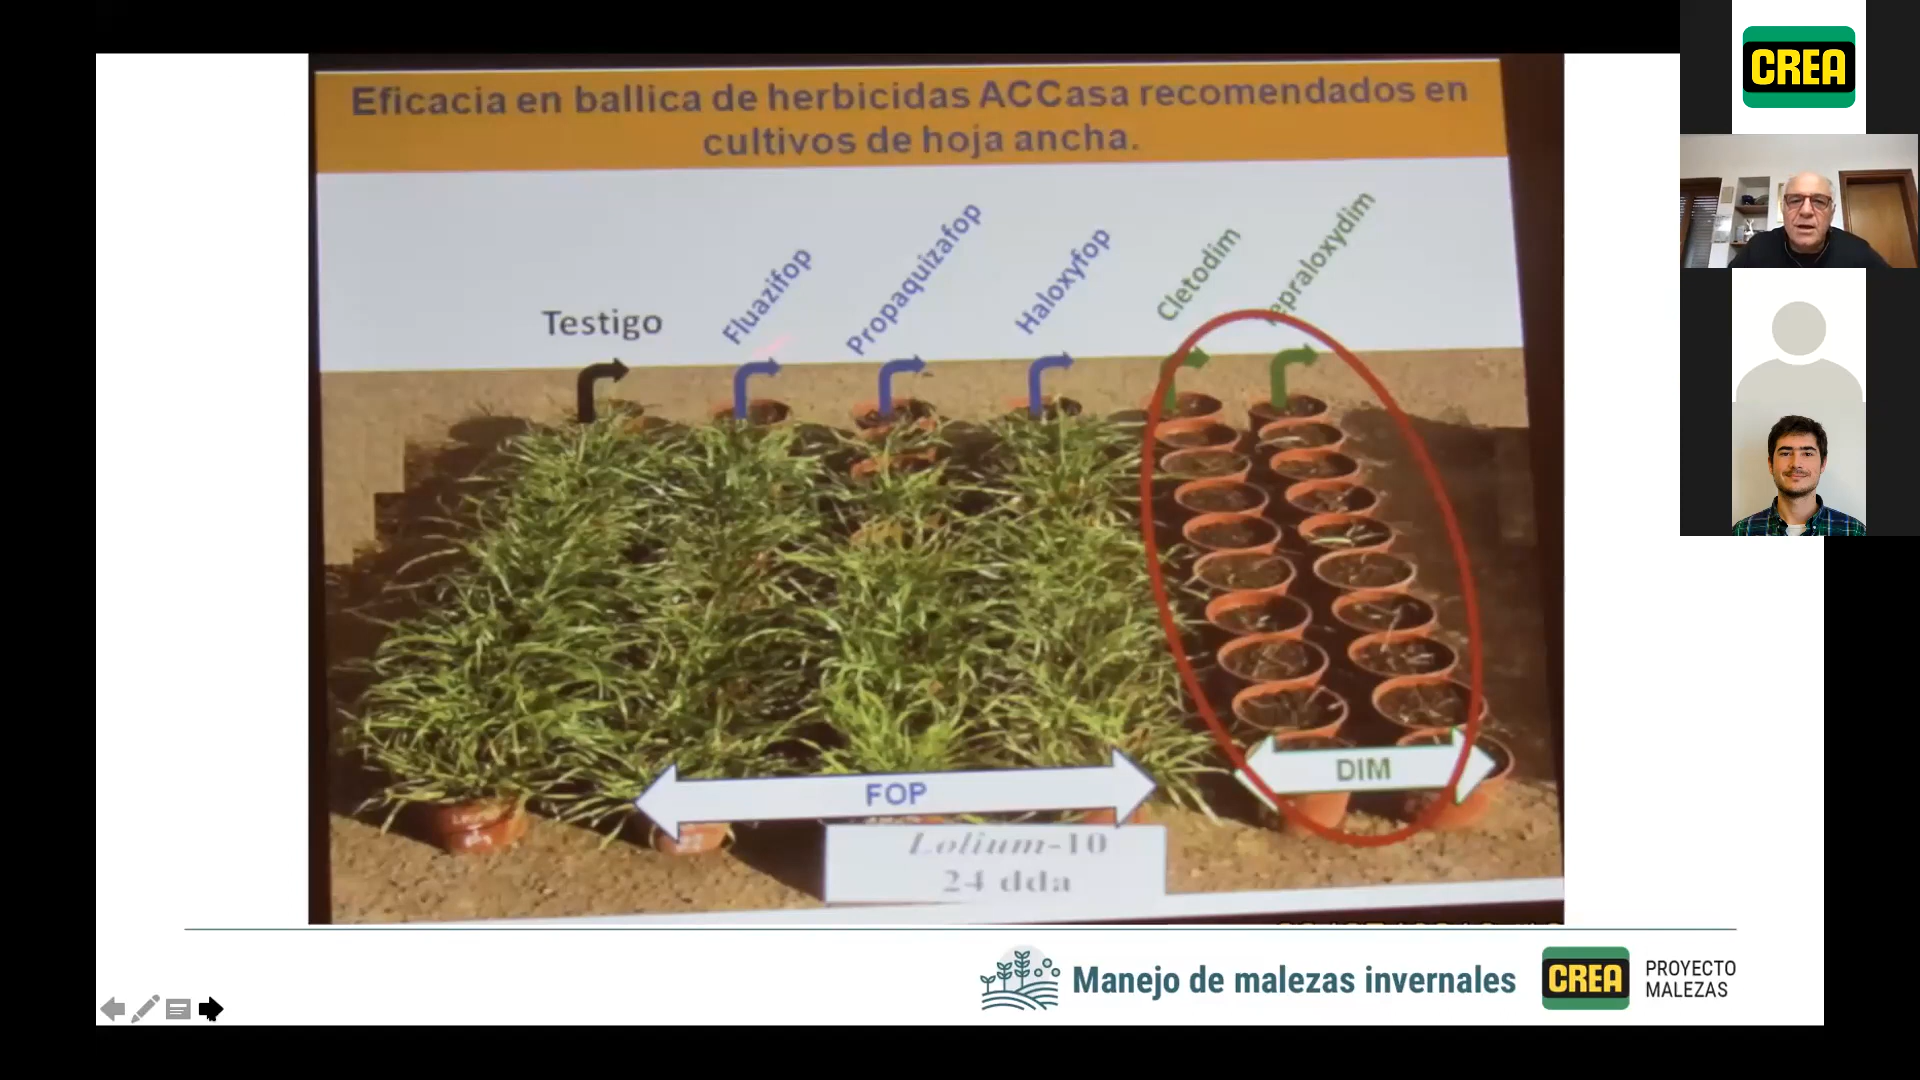 Eficacia en ballica de herbicidas ACCasa recomendados en
cultivos de hoja ancha.
Testigo
Fluazifop
Propaquizafop
Haloxyfop
Cletodim
epraloxydim
FOP
DIM
Lolium-10
24 dda
Manejo de malezas invernales
CREA
PROYECTO
MALEZAS
CREA